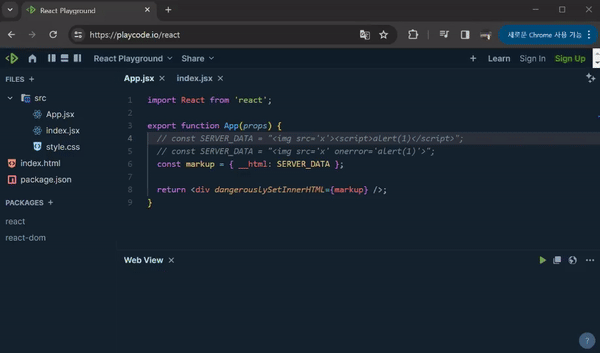 React Playground
https://playcode.io/react
새로운 Chrome 사용 가능
React Playground
Share
+ Learn Sign In Sign Up
FILES +
App.jsx
index.jsx
src
App.jsx
index.jsx
style.css
index.html
package.json
PACKAGES +
react
react-dom
1 import React from 'react';
2
3 export function App(props) {
4 // const SERVER_DATA = "<img src='x'><script>alert(1)</script>";
5 // const SERVER_DATA = "<img src='x' onerror='alert(1)'>";
6 const markup = { __html: SERVER_DATA };
7
8 return <div dangerouslySetInnerHTML={markup} />;
9 }
Web View
?